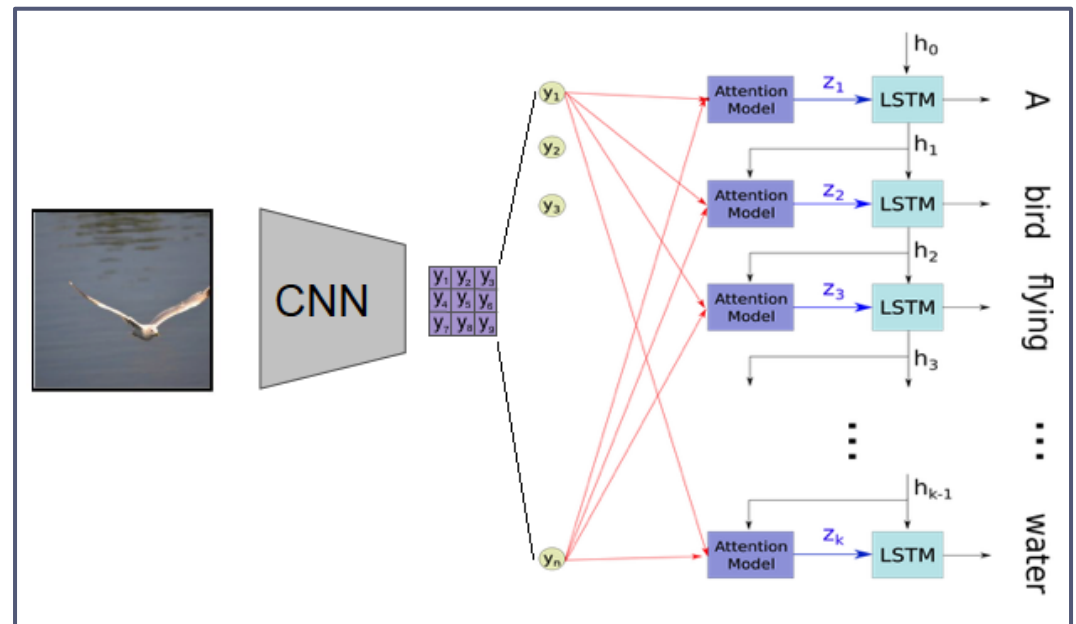 h₀
y₁
Attention Model
z₁
LSTM
A
h₁
y₂
Attention Model
z₂
LSTM
bird
y₃
h₂
CNN
y₁ y₂ y₃
y₄ y₅ y₆
y₇ y₈ y₉
Attention Model
z₃
LSTM
flying
h₃
...
...
hₖ₋₁
yₙ
Attention Model
zₖ
LSTM
water